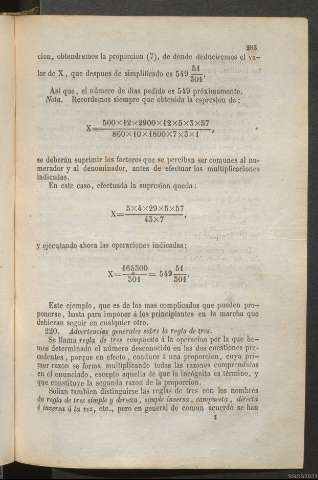 265
cion, obtendremos la proporcion (7), de donde deduciremos el va-
lor de X, que despues de simplificado es 549 51/301.
Asi que, el número de dias pedido es 549 próximamente.
Nota. Recordemos siempre que obtenida la espresion de:
X= 500×12×2900×12×5×3×57 / 860×10×1800×7×3×1,
se deberán suprimir los factores que se perciban ser comunes al nu-
merador y al denominador, antes de efectuar las multiplicaciones
indicadas.
En este caso, efectuada la supresion queda:
X= 5×4×29×5×57 / 43×7,
y ejecutando ahora las operaciones indicadas;
X= 165300/301 = 549 51/301.
Este ejemplo, que es de los mas complicados que pueden pro-
ponerse, basta para imponer á los principiantes en la marcha que
deberan seguir en cualquier otro.
220. Advertencias generales sobre la regla de tres.
Se llama regla de tres compuesta á la operacion por la que he-
mos determinado el número desconocido en las dos cuestiones pre-
cedentes, porque en efecto, conduce á una proporcion, cuya pri-
mer razon se forma multiplicando todas las razones comprendidas
en el enunciado, escepto aquella de que la incógnita es término, y
que constituye la segunda razon de la proporcion.
Solian tambien distinguirse las reglas de tres con los nombres
de regla de tres simple y directa, simple inversa, compuesta, directa
é inversa á la vez, etc., pero en general de comun acuerdo se han